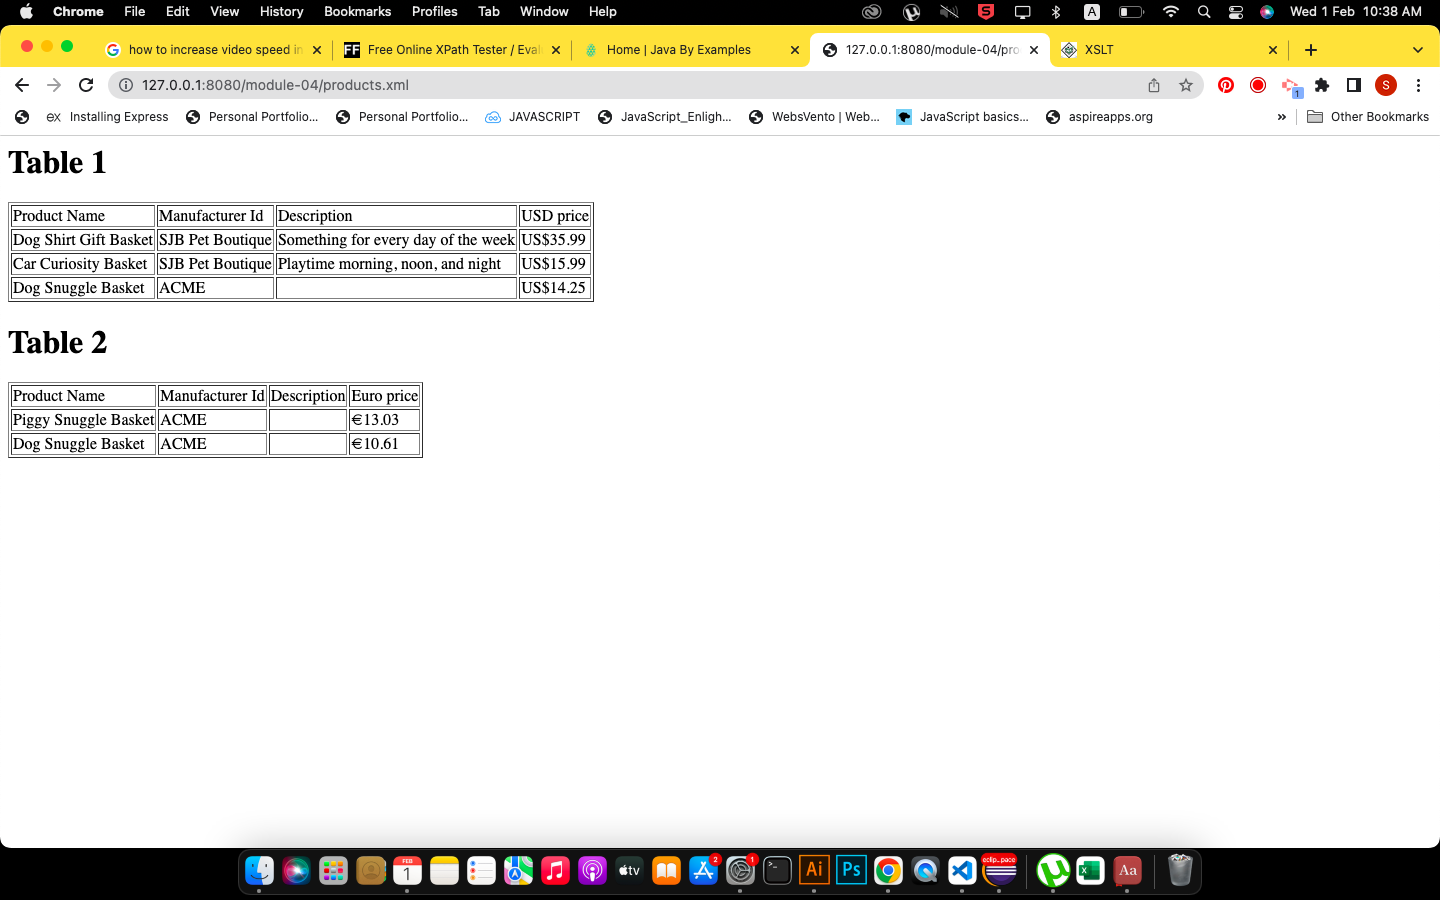 Chrome File Edit View History Bookmarks Profiles Tab Window Help A Wed 1 Feb 10:38 AM
how to increase video speed in FF Free Online XPath Tester / Eval Home | Java By Examples 127.0.0.1:8080/module-04/pro XSLT
127.0.0.1:8080/module-04/products.xml S 1
ex Installing Express Personal Portfolio... Personal Portfolio... JAVASCRIPT JavaScript_Enligh... WebsVento | Web... JavaScript basics... aspireapps.org » Other Bookmarks
Table 1
Product Name Manufacturer Id Description USD price
Dog Shirt Gift Basket SJB Pet Boutique Something for every day of the week US$35.99
Car Curiosity Basket SJB Pet Boutique Playtime morning, noon, and night US$15.99
Dog Snuggle Basket ACME US$14.25
Table 2
Product Name Manufacturer Id Description Euro price
Piggy Snuggle Basket ACME €13.03
Dog Snuggle Basket ACME €10.61
FEB 1 2 tv 1 Ai Ps eclip...pace X Aa